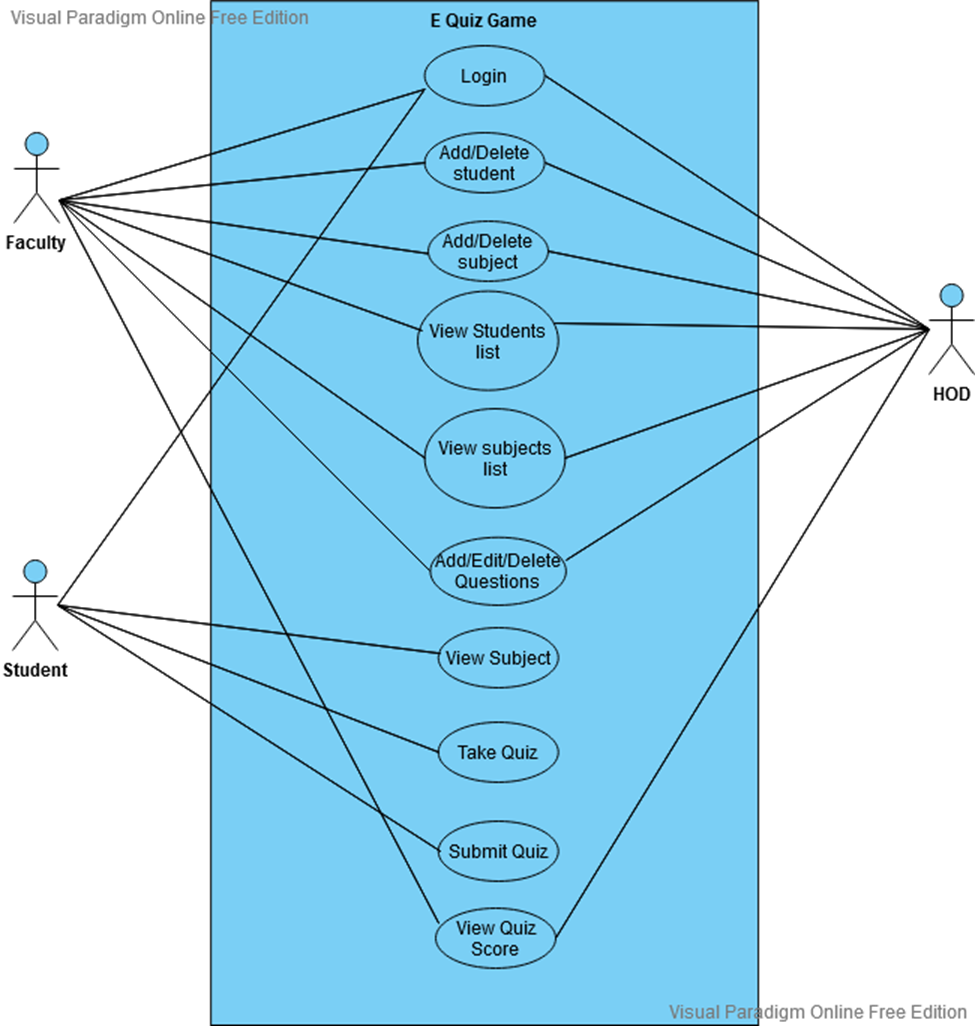 Visual Paradigm Online Free Edition
E Quiz Game
Login
Add/Delete
student
Faculty
Add/Delete
subject
View Students
list
HOD
View subjects
list
Add/Edit/Delete
Questions
Student
View Subject
Take Quiz
Submit Quiz
View Quiz
Score
Visual Paradigm Online Free Edition